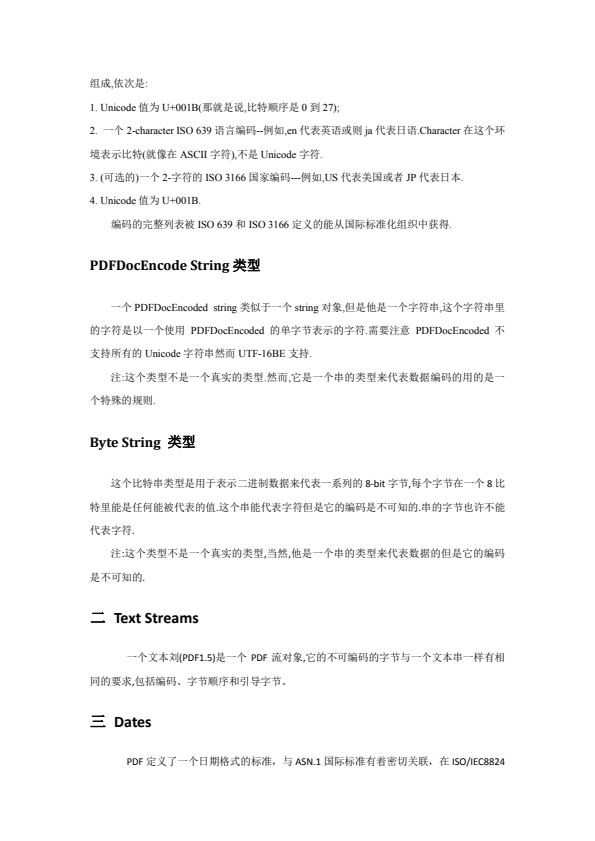 组成,依次是:
1. Unicode 值为 U+001B(那就是说,比特顺序是 0 到 27);
2. 一个 2-character ISO 639 语言编码--例如,en 代表英语或则 ja 代表日语.Character 在这个环
境表示比特(就像在 ASCII 字符),不是 Unicode 字符.
3. (可选的)一个 2-字符的 ISO 3166 国家编码---例如,US 代表美国或者 JP 代表日本.
4. Unicode 值为 U+001B.
编码的完整列表被 ISO 639 和 ISO 3166 定义的能从国际标准化组织中获得.
PDFDocEncode String 类型
一个 PDFDocEncoded string 类似于一个 string 对象,但是他是一个字符串,这个字符串里
的字符是以一个使用 PDFDocEncoded 的单字节表示的字符.需要注意 PDFDocEncoded 不
支持所有的 Unicode 字符串然而 UTF-16BE 支持.
注:这个类型不是一个真实的类型.然而,它是一个串的类型来代表数据编码的用的是一
个特殊的规则.
Byte String 类型
这个比特串类型是用于表示二进制数据来代表一系列的 8-bit 字节,每个字节在一个 8 比
特里能是任何能被代表的值.这个串能代表字符但是它的编码是不可知的.串的字节也许不能
代表字符.
注:这个类型不是一个真实的类型,当然,他是一个串的类型来代表数据的但是它的编码
是不可知的.
二 Text Streams
一个文本刘(PDF1.5)是一个 PDF 流对象,它的不可编码的字节与一个文本串一样有相
同的要求,包括编码、字节顺序和引导字节。
三 Dates
PDF 定义了一个日期格式的标准，与 ASN.1 国际标准有着密切关联，在 ISO/IEC8824